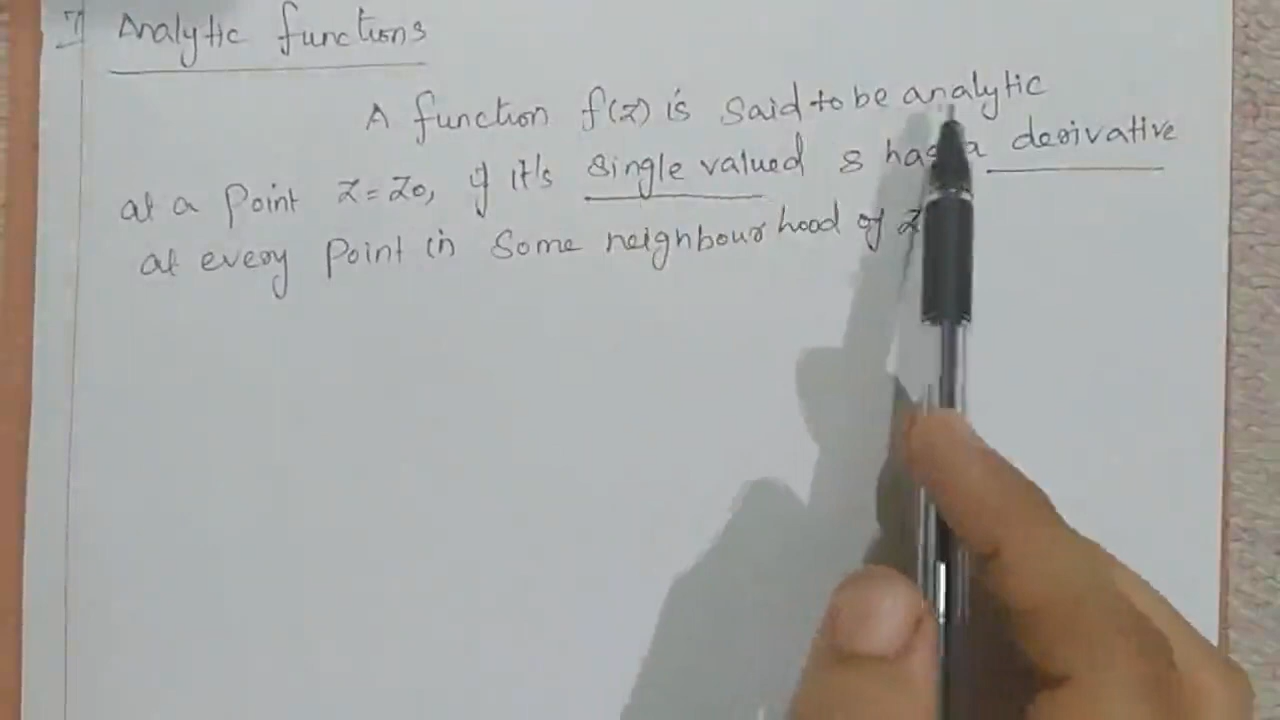 Analytic functions
A function f(z) is said to be analytic
at a point z = z0, if it's single valued & has a derivative
at every point in some neighbourhood of z